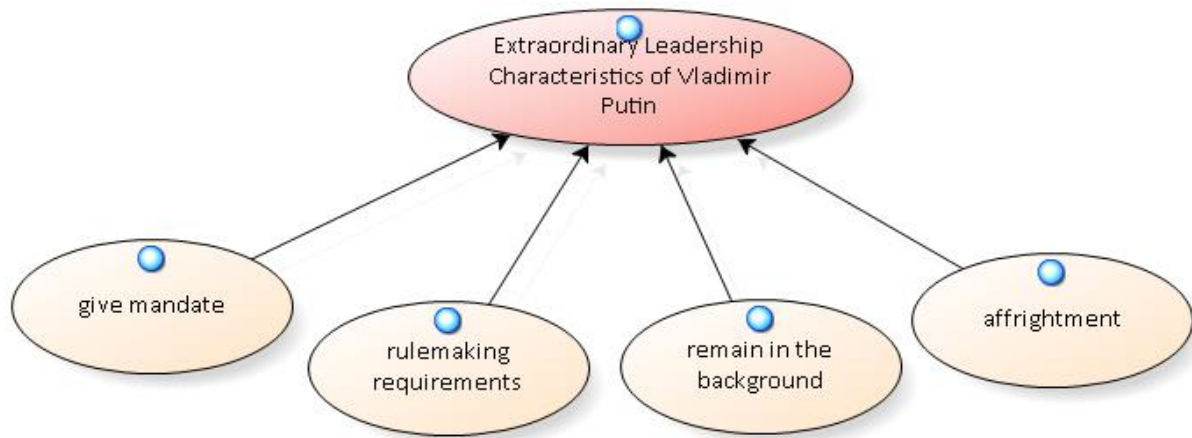 Extraordinary Leadership
Characteristics of Vladimir
Putin
give mandate
rulemaking
requirements
remain in the
background
affrightment